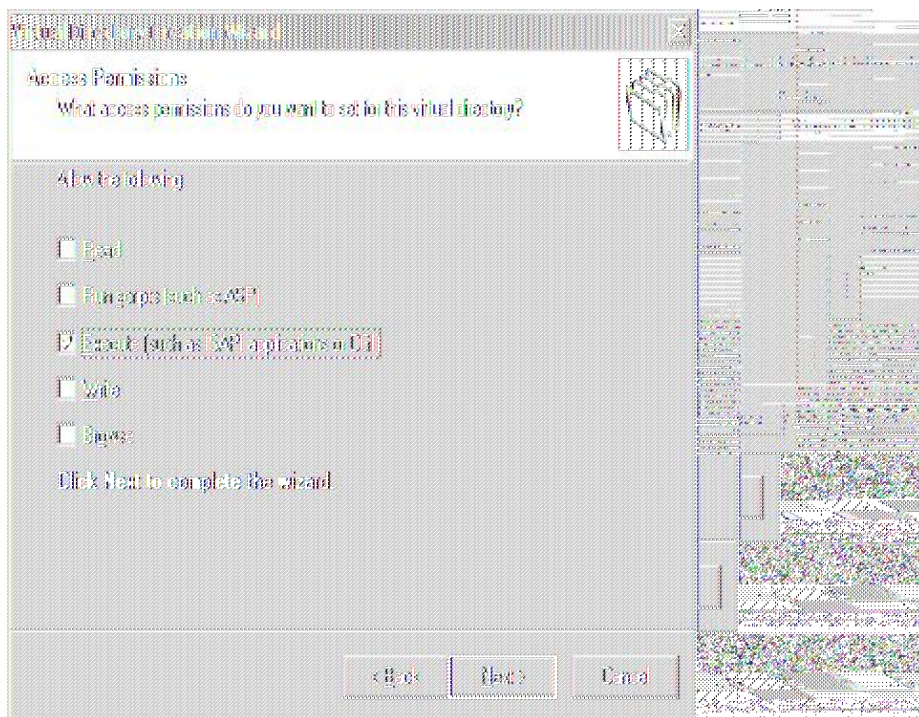 Virtual Directory Creation Wizard
Access Permissions
What access permissions do you want to set for this virtual directory?
Allow the following:
Read
Run scripts (such as ASP)
Execute (such as ISAPI applications or CGI)
Write
Browse
Click Next to complete the wizard.
< Back
Next >
Cancel